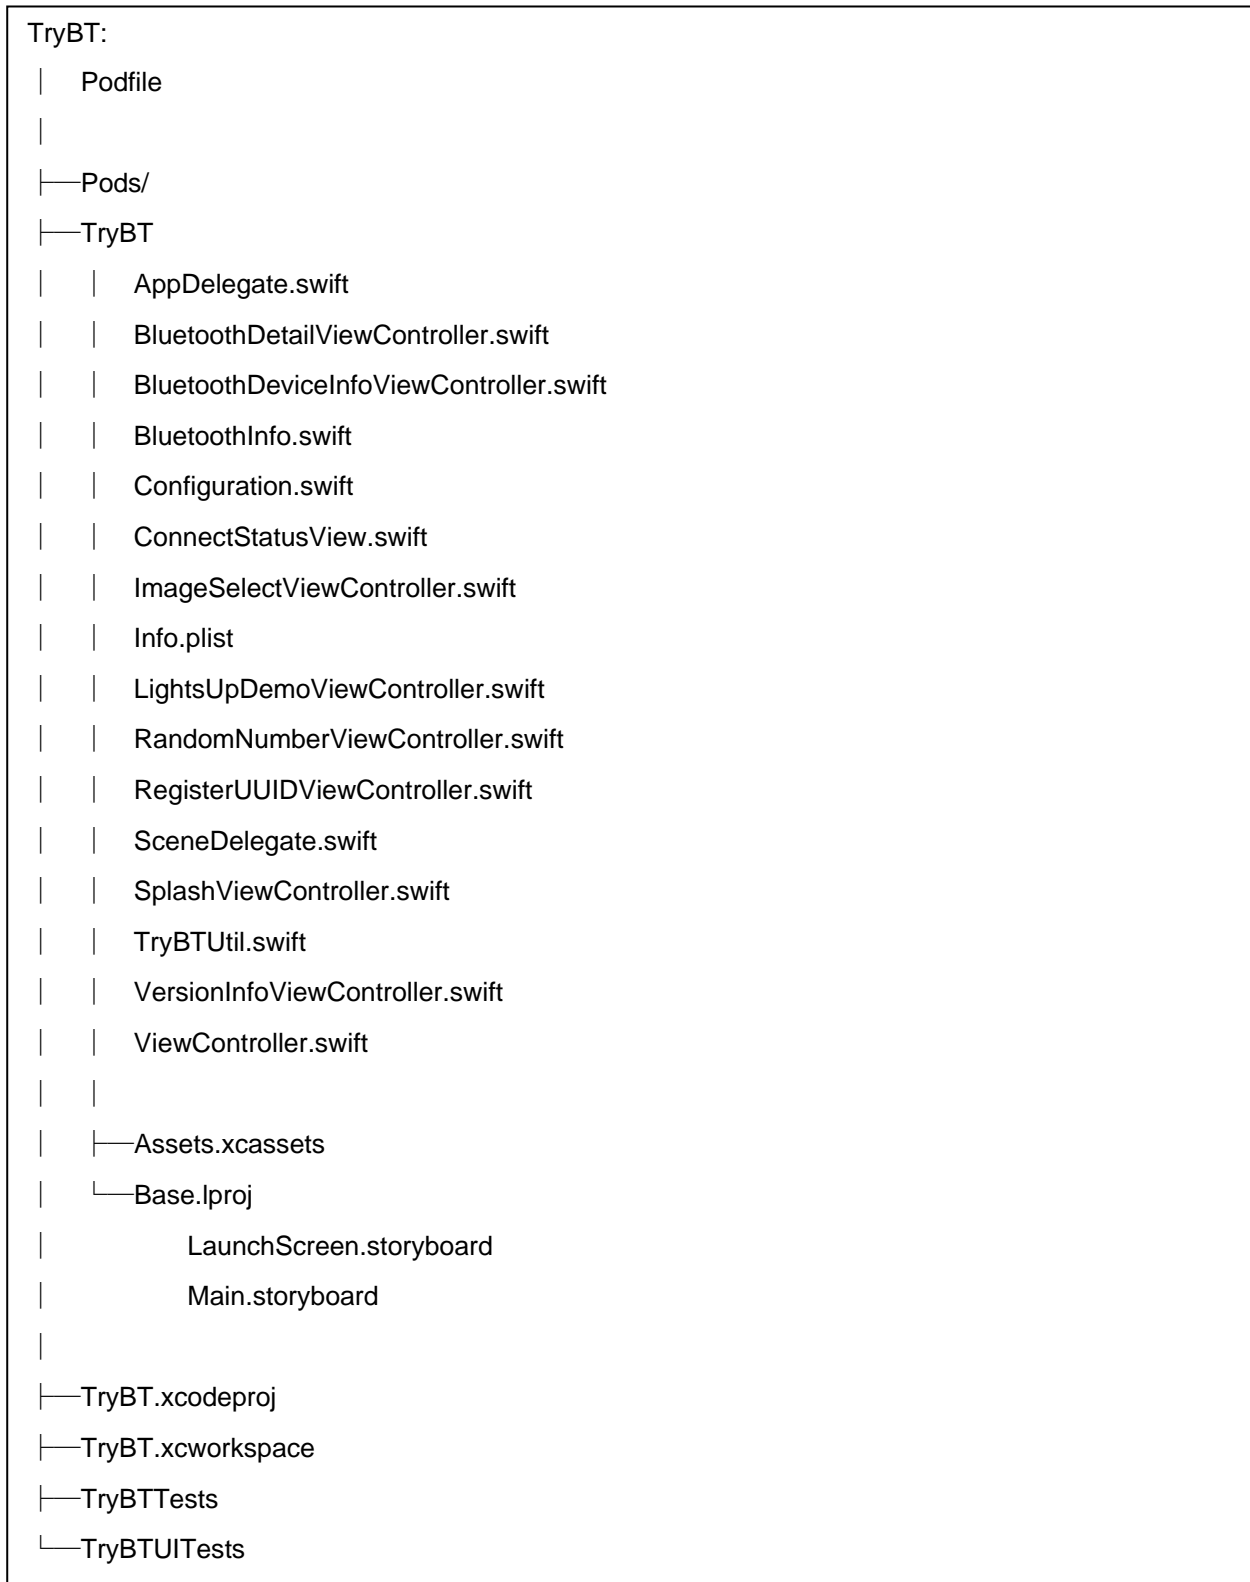 TryBT:
│ Podfile
│
├──Pods/
├──TryBT
│ │ AppDelegate.swift
│ │ BluetoothDetailViewController.swift
│ │ BluetoothDeviceInfoViewController.swift
│ │ BluetoothInfo.swift
│ │ Configuration.swift
│ │ ConnectStatusView.swift
│ │ ImageSelectViewController.swift
│ │ Info.plist
│ │ LightsUpDemoViewController.swift
│ │ RandomNumberViewController.swift
│ │ RegisterUUIDViewController.swift
│ │ SceneDelegate.swift
│ │ SplashViewController.swift
│ │ TryBTUtil.swift
│ │ VersionInfoViewController.swift
│ │ ViewController.swift
│ │
│ ├──Assets.xcassets
│ └──Base.lproj
│ LaunchScreen.storyboard
│ Main.storyboard
│
├──TryBT.xcodeproj
├──TryBT.xcworkspace
├──TryBTTests
└──TryBTUITests